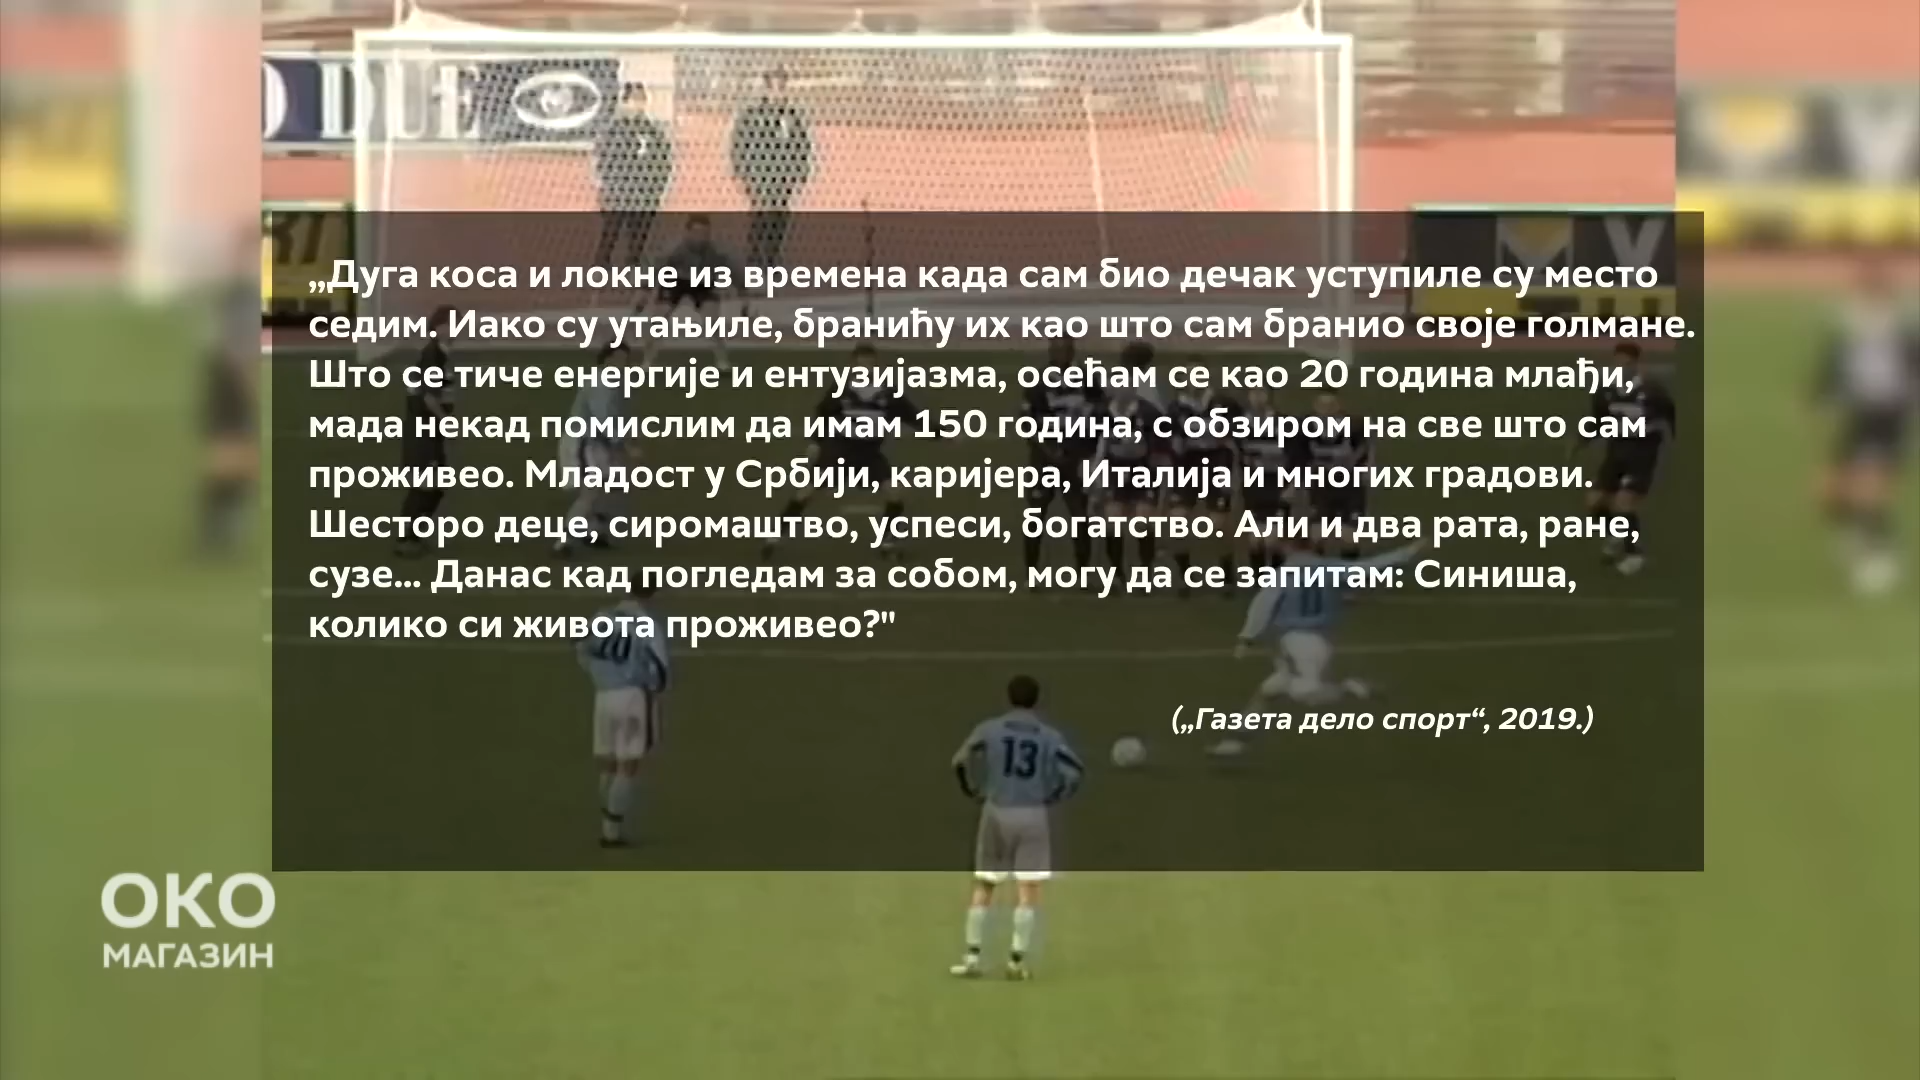 DUE
„Дуга коса и локне из времена када сам био дечак уступиле су место
седим. Иако су утањиле, бранићу их као што сам бранио своје голмане.
Што се тиче енергије и ентузијазма, осећам се као 20 година млађи,
мада некад помислим да имам 150 година, с обзиром на све што сам
проживео. Младост у Србији, каријера, Италија и многих градови.
Шесторо деце, сиромаштво, успеси, богатство. Али и два рата, ране,
сузе... Данас кад погледам за собом, могу да се запитам: Синиша,
колико си живота проживео?"
(„Газета дело спорт“, 2019.)
20
13
ОКО
МАГАЗИН